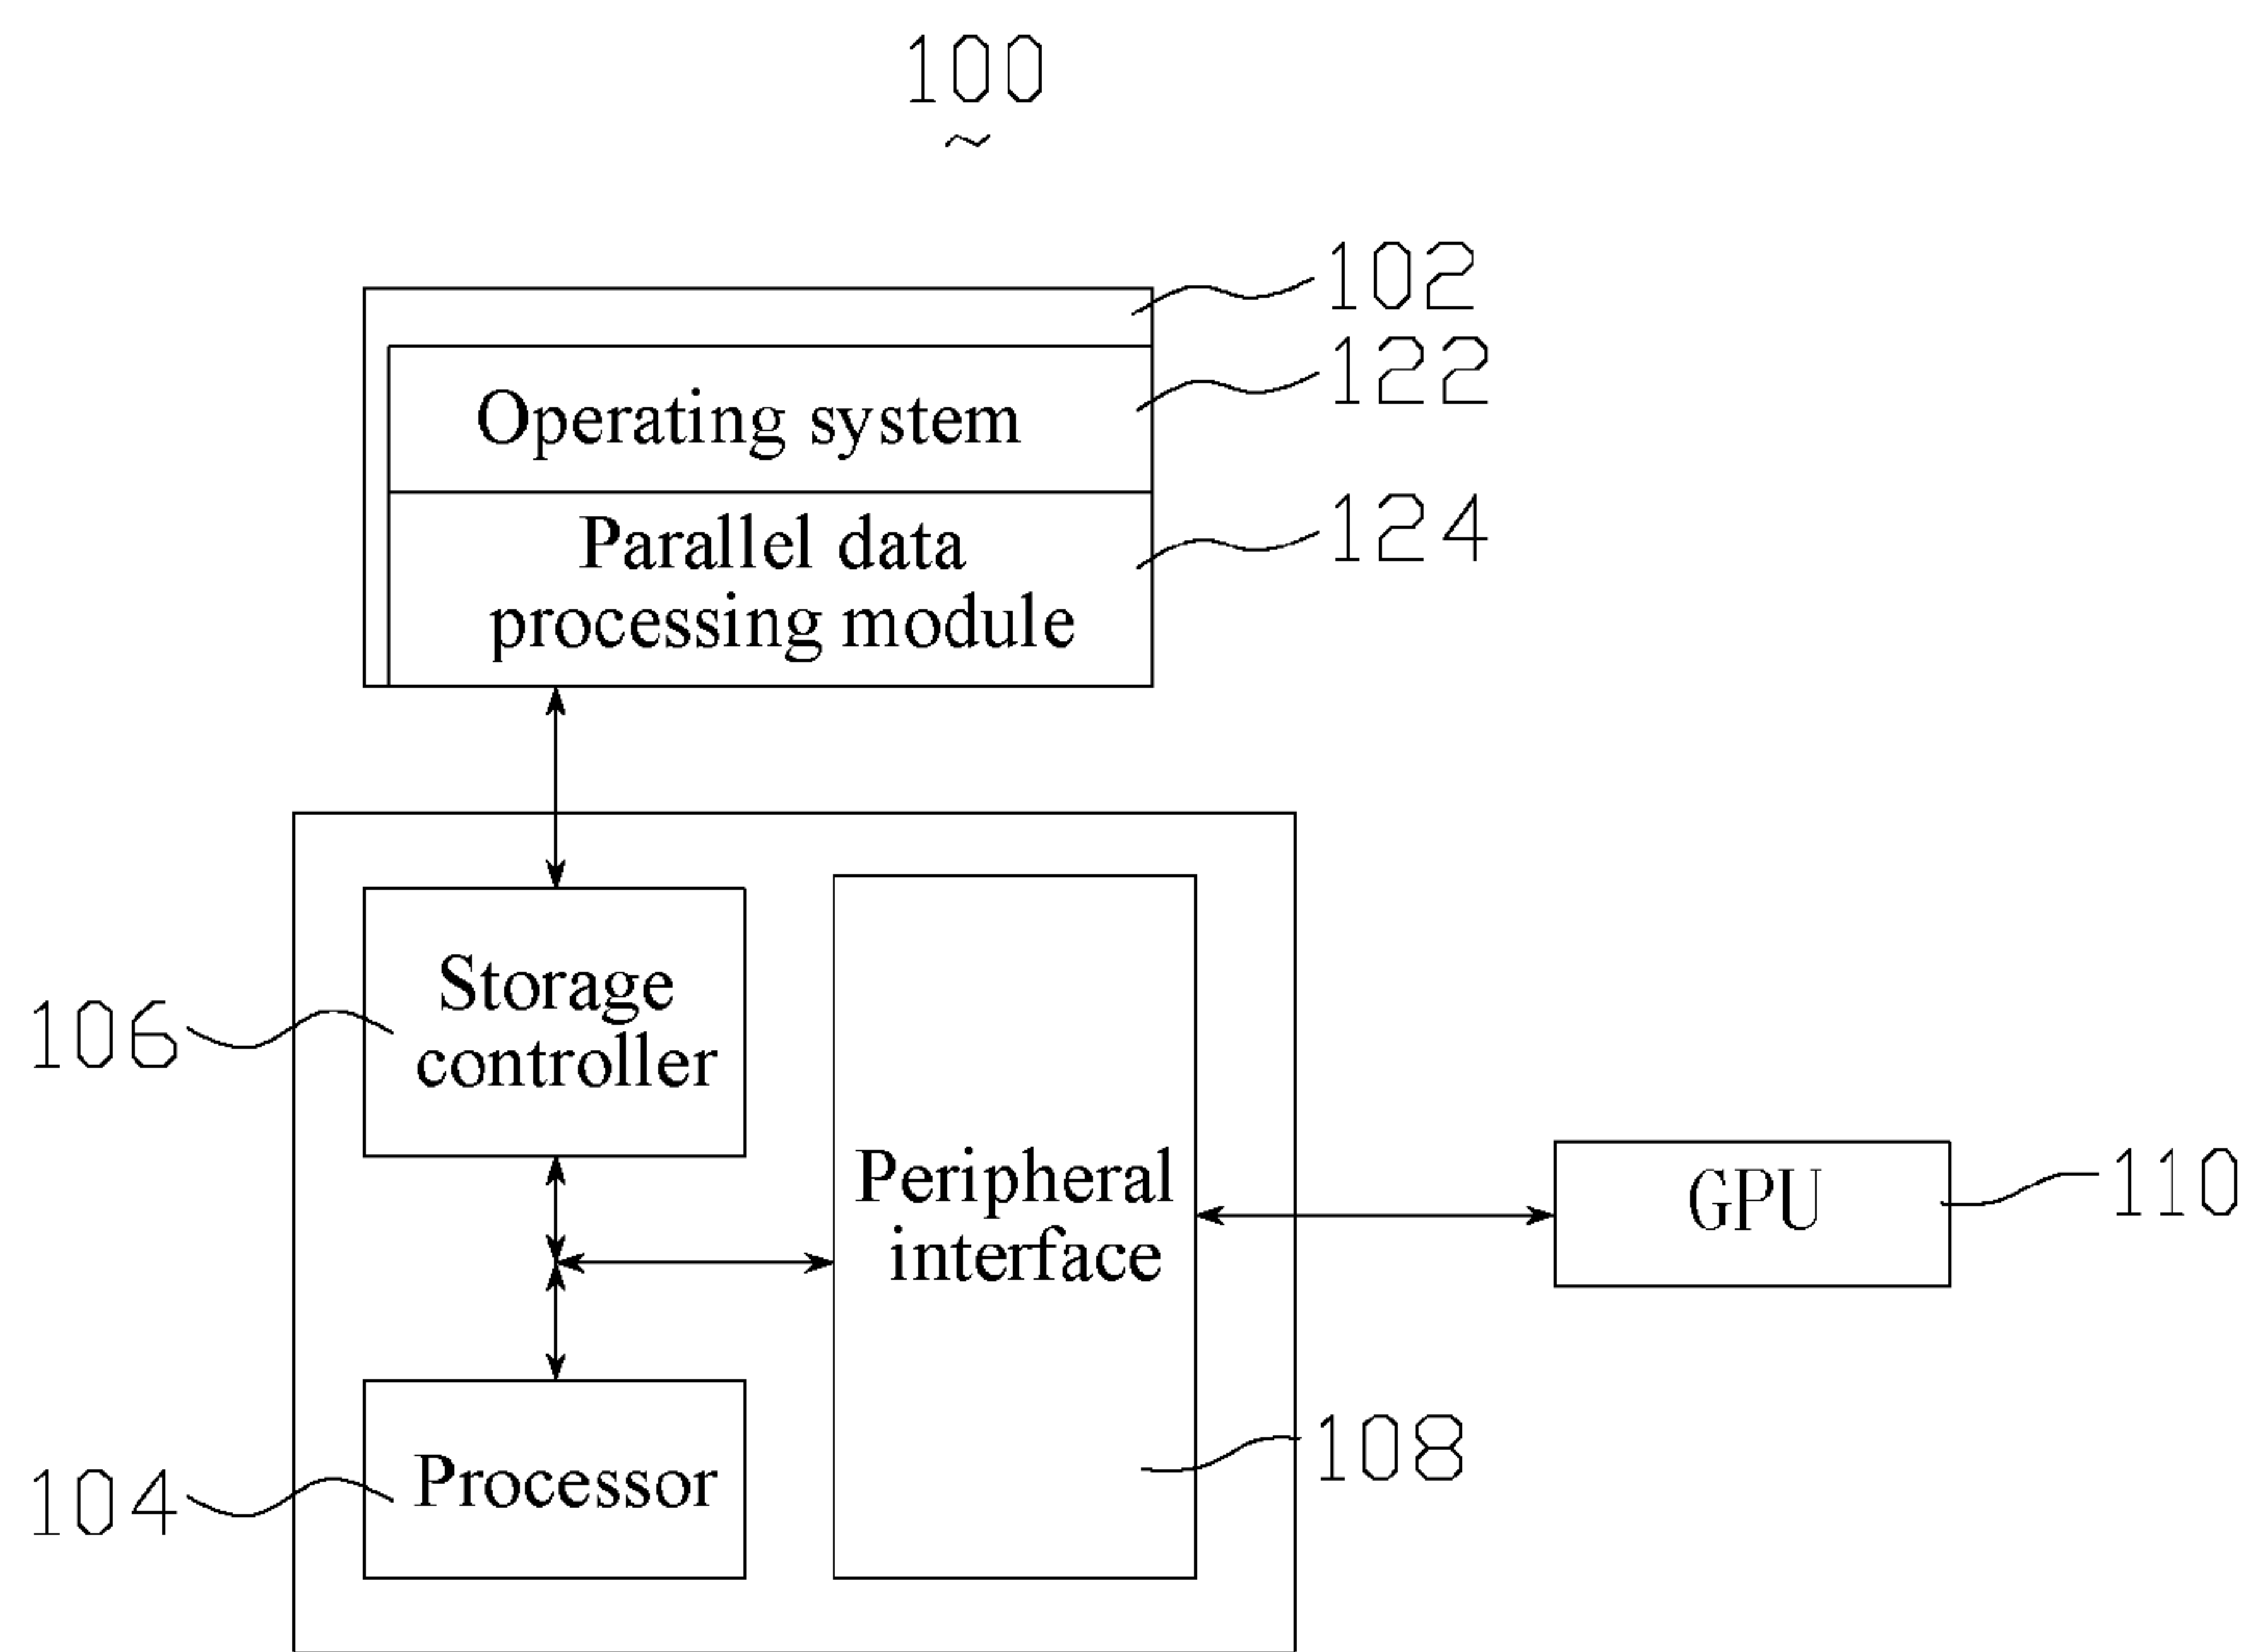 100
102
122
Operating system
124
Parallel data
processing module
106
Storage
controller
Peripheral
interface
GPU
110
108
104
Processor